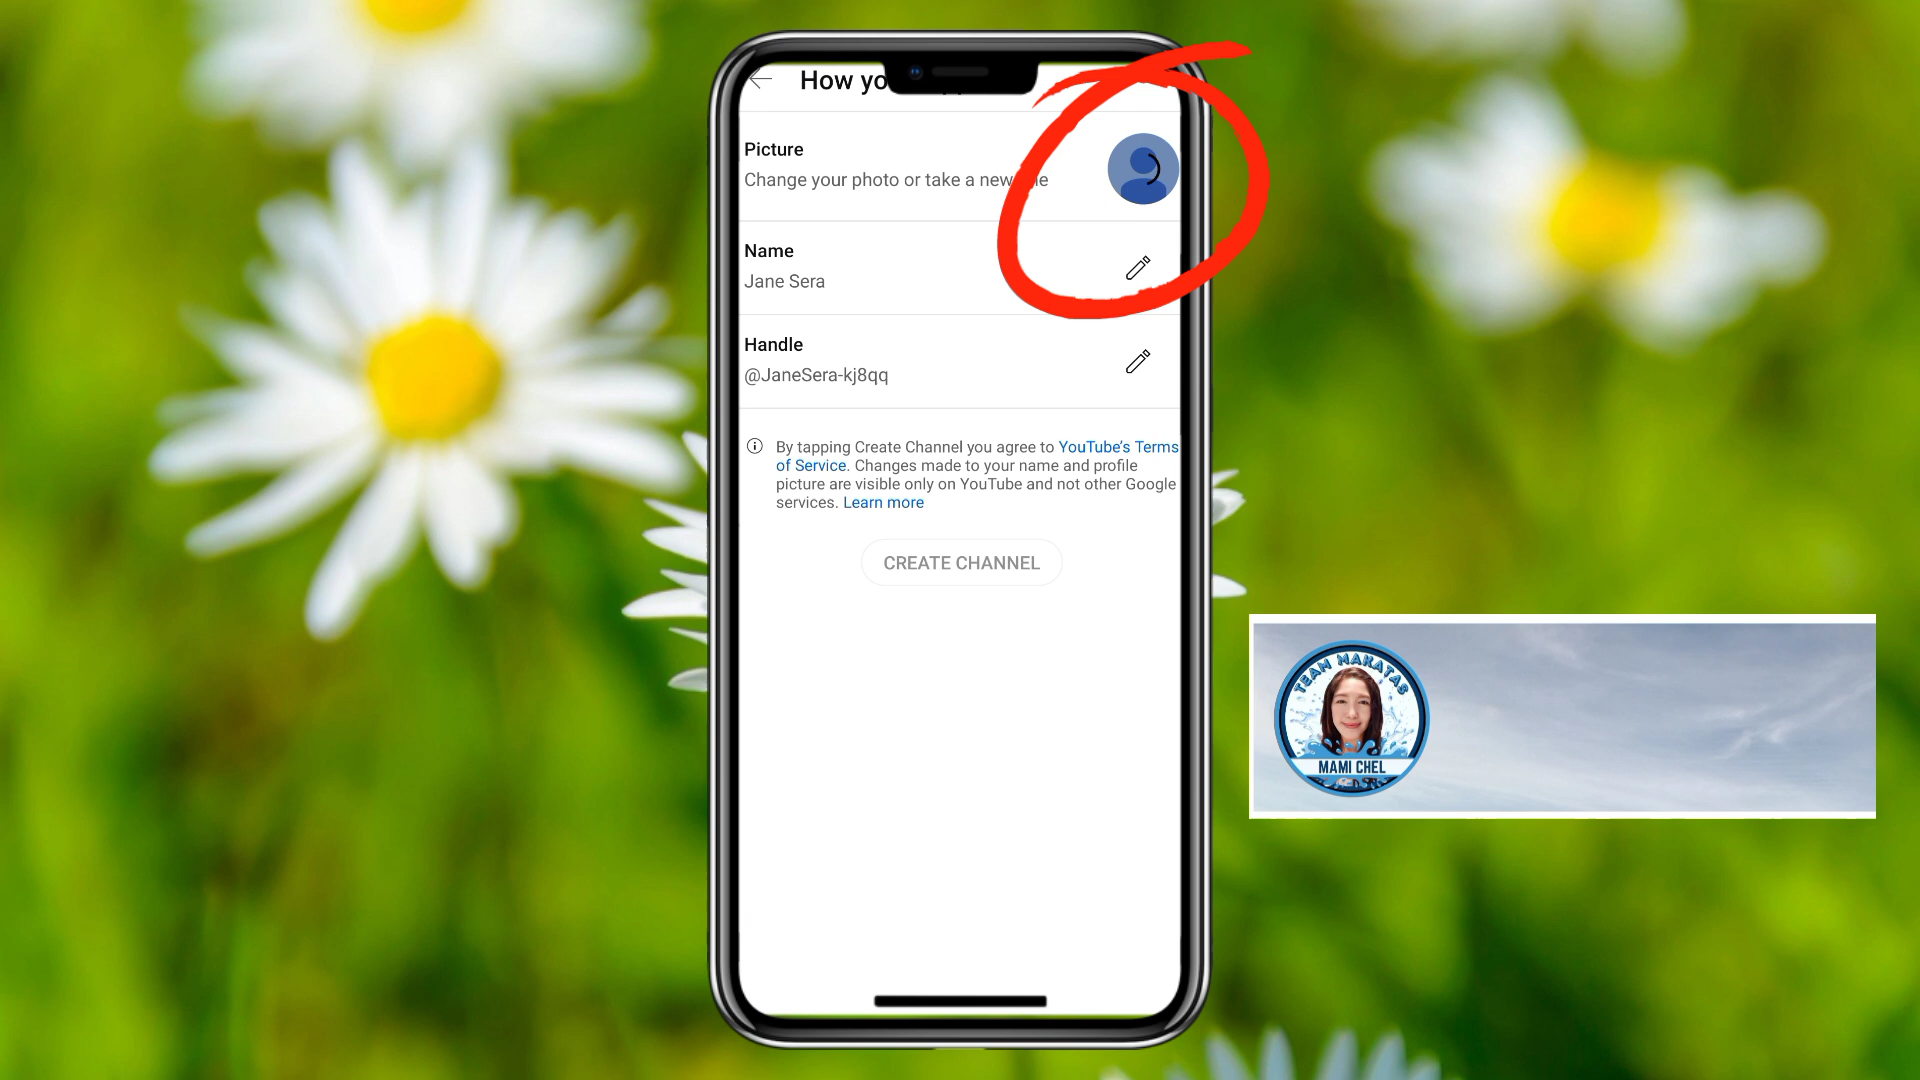 How yo
Picture
Change your photo or take a new
Name
Jane Sera
Handle
@JaneSera-kj8qq
By tapping Create Channel you agree to YouTube's Terms
of Service. Changes made to your name and profile
picture are visible only on YouTube and not other Google
services. Learn more
CREATE CHANNEL
TEAM MAKATAS
MAMI CHEL